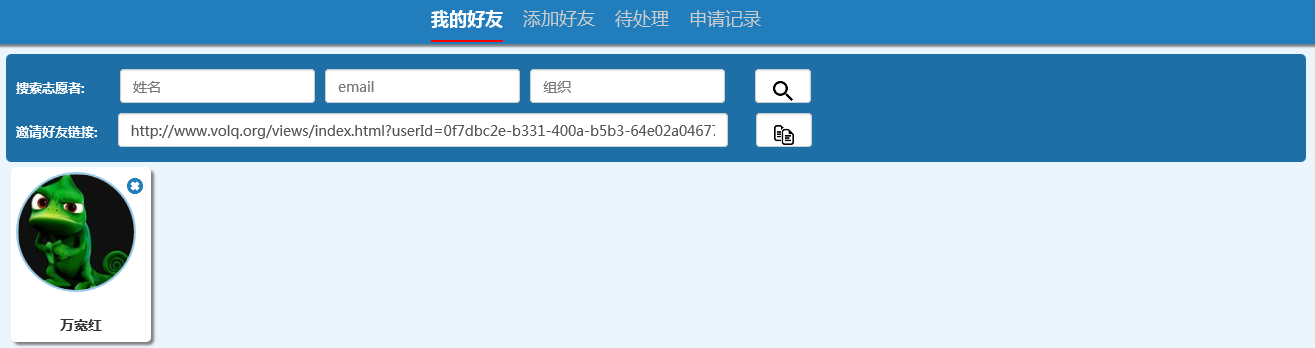 我的好友 添加好友 待处理 申请记录
搜索志愿者: 姓名 email 组织
邀请好友链接: http://www.volq.org/views/index.html?userId=0f7dbc2e-b331-400a-b5b3-64e02a04677
万宽红